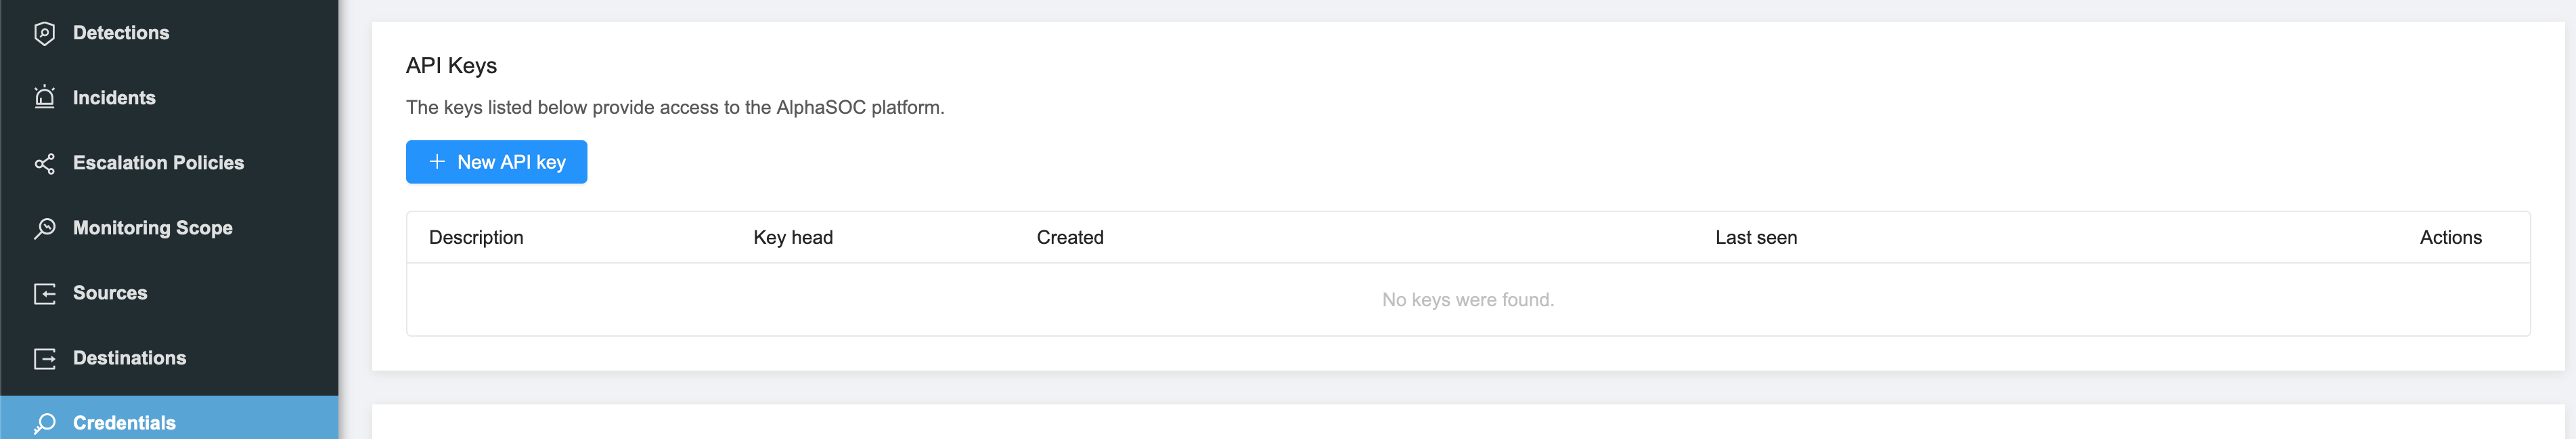 Detections
Incidents
Escalation Policies
Monitoring Scope
Sources
Destinations
Credentials
API Keys
The keys listed below provide access to the AlphaSOC platform.
New API key
Description Key head Created Last seen Actions
No keys were found.